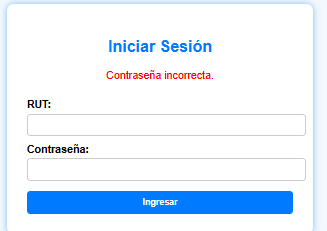 Iniciar Sesión
Contraseña incorrecta.
RUT:
Contraseña:
Ingresar